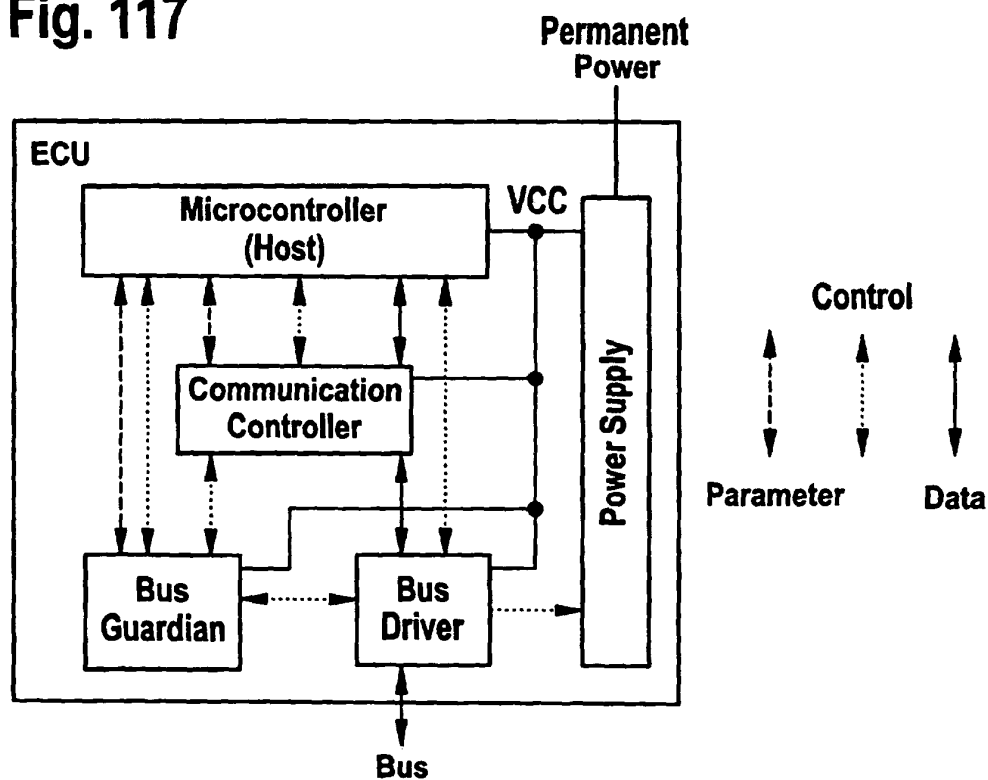 Fig. 117
Permanent
Power
ECU
Microcontroller
(Host)
VCC
Communication
Controller
Power Supply
Bus
Guardian
Bus
Driver
Bus
Control
Parameter
Data